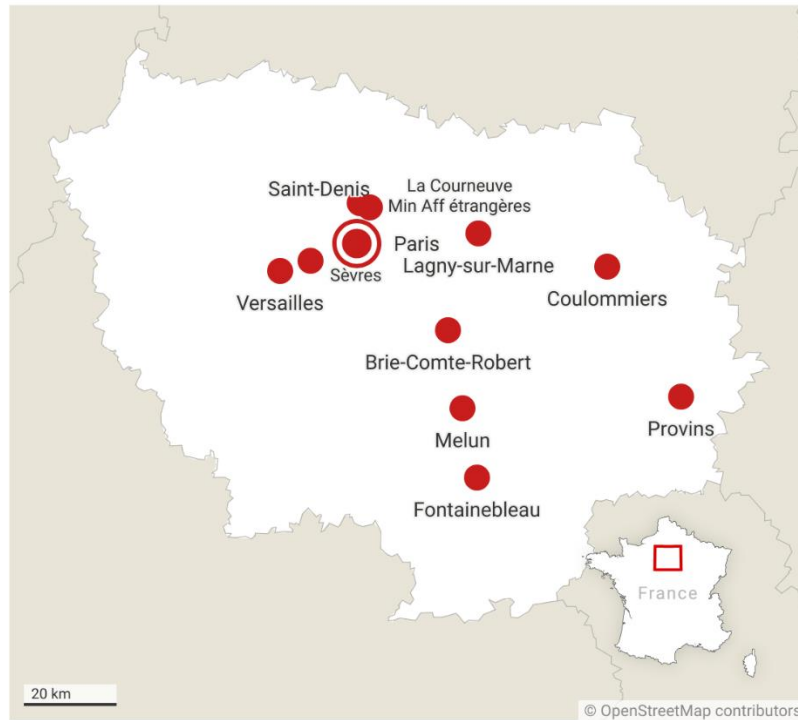 Saint-Denis
La Courneuve
Min Aff étrangères
Paris
Lagny-sur-Marne
Sèvres
Versailles
Coulommiers
Brie-Comte-Robert
Melun
Provins
Fontainebleau
France
20 km
© OpenStreetMap contributors